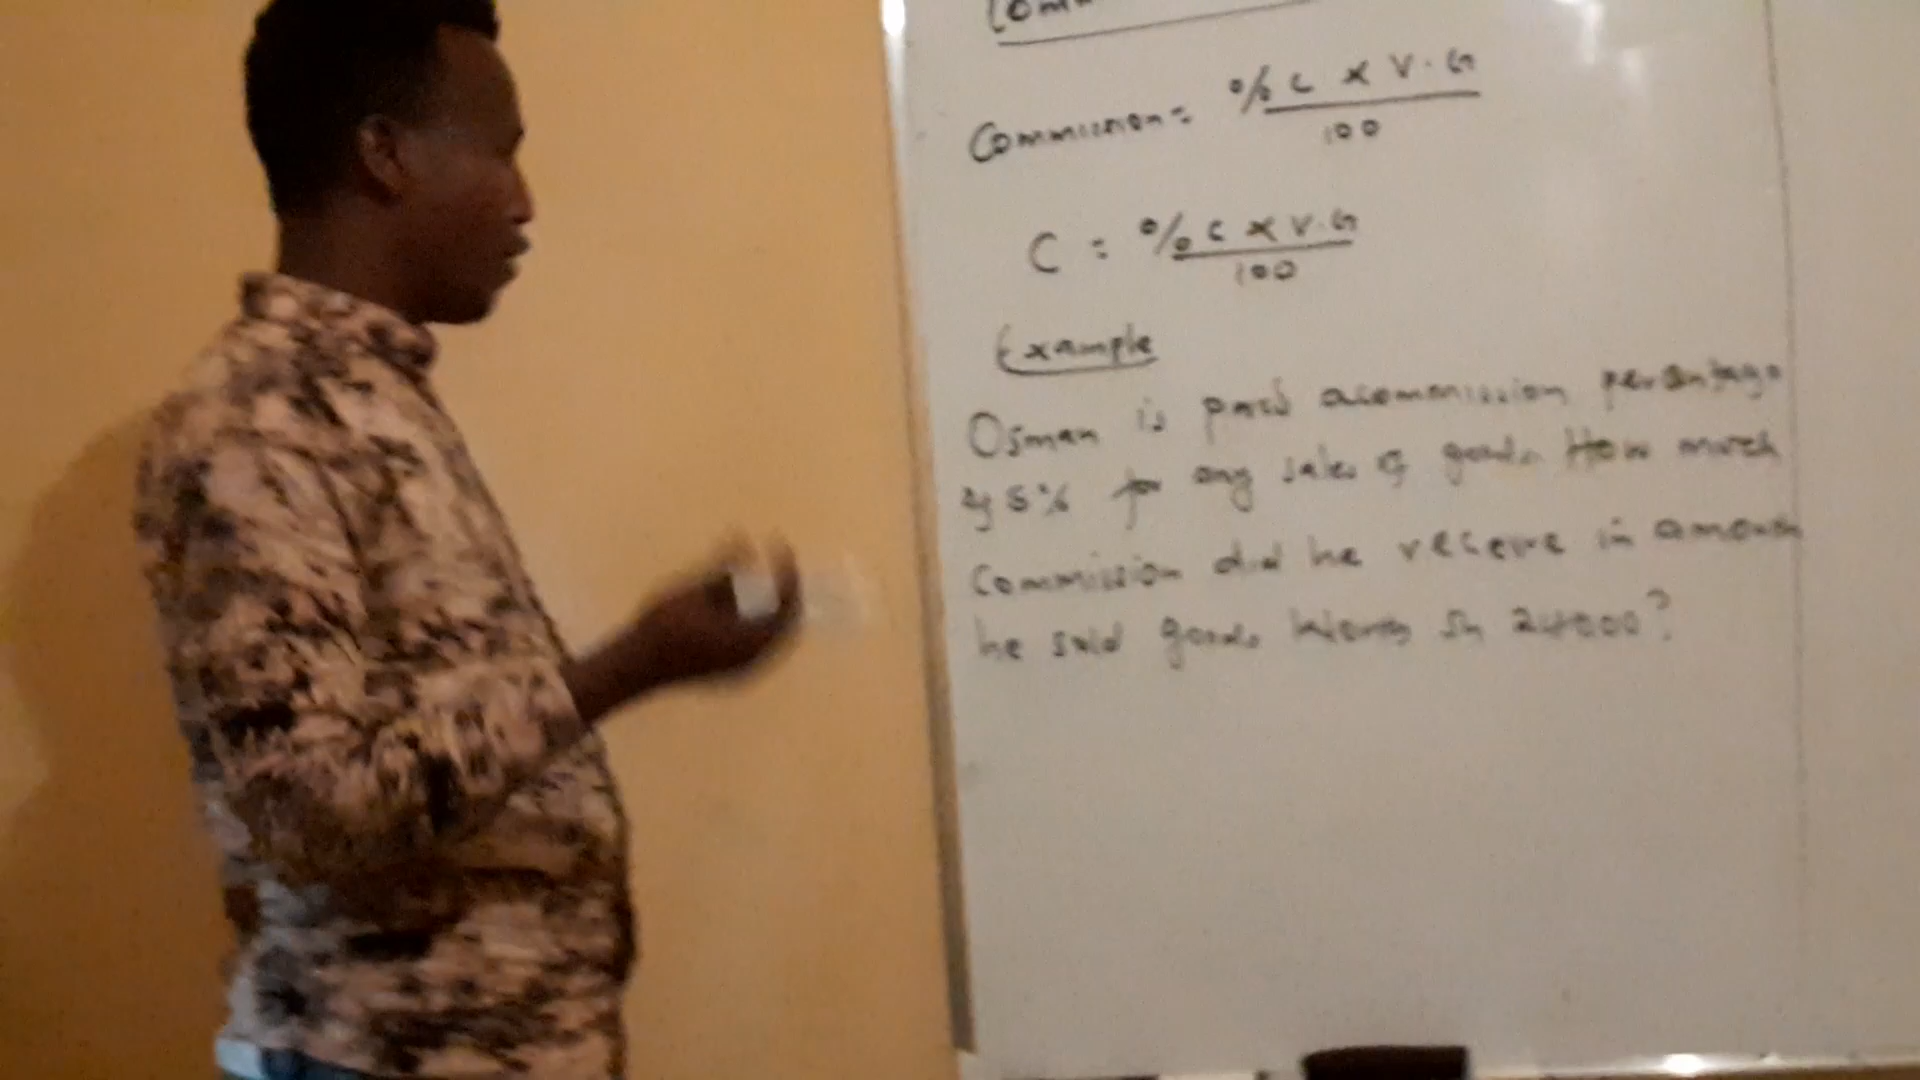 Comm
Commission = % C x V.G
100
C = % C x V.G
100
Example
Osman is paid a commission percentage
of 5% for any sales of goods. How much
Commission did he receive in amount
he sold goods worth Sh 24000?